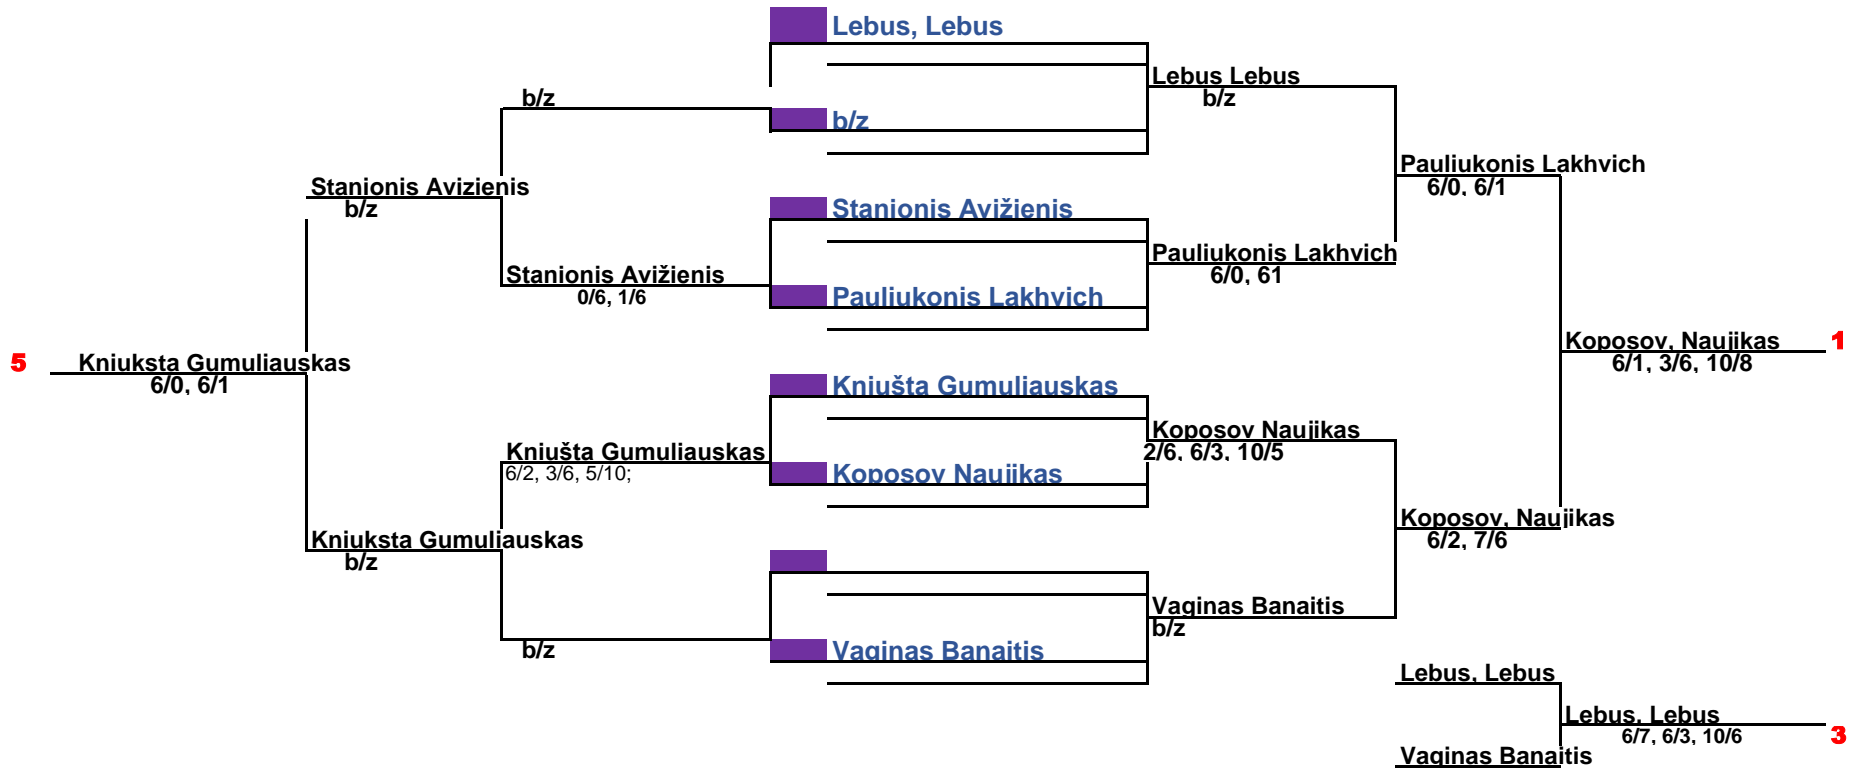 Lebus, Lebus
Lebus Lebus
b/z
b/z
b/z
Pauliukonis Lakhvich
6/0, 6/1
Stanionis Avizienis
b/z
Stanionis Avižienis
Pauliukonis Lakhvich
6/0, 61
Stanionis Avižienis
0/6, 1/6
Pauliukonis Lakhvich
Koposov, Naujikas
6/1, 3/6, 10/8
1
5
Kniuksta Gumuliauskas
6/0, 6/1
Kniušta Gumuliauskas
Koposov Naujikas
2/6, 6/3, 10/5
Kniušta Gumuliauskas
6/2, 3/6, 5/10;
Koposov Naujikas
Koposov, Naujikas
6/2, 7/6
Kniuksta Gumuliauskas
b/z
Vaginas Banaitis
b/z
b/z
Vaginas Banaitis
Lebus, Lebus
Lebus, Lebus
6/7, 6/3, 10/6
3
Vaginas Banaitis